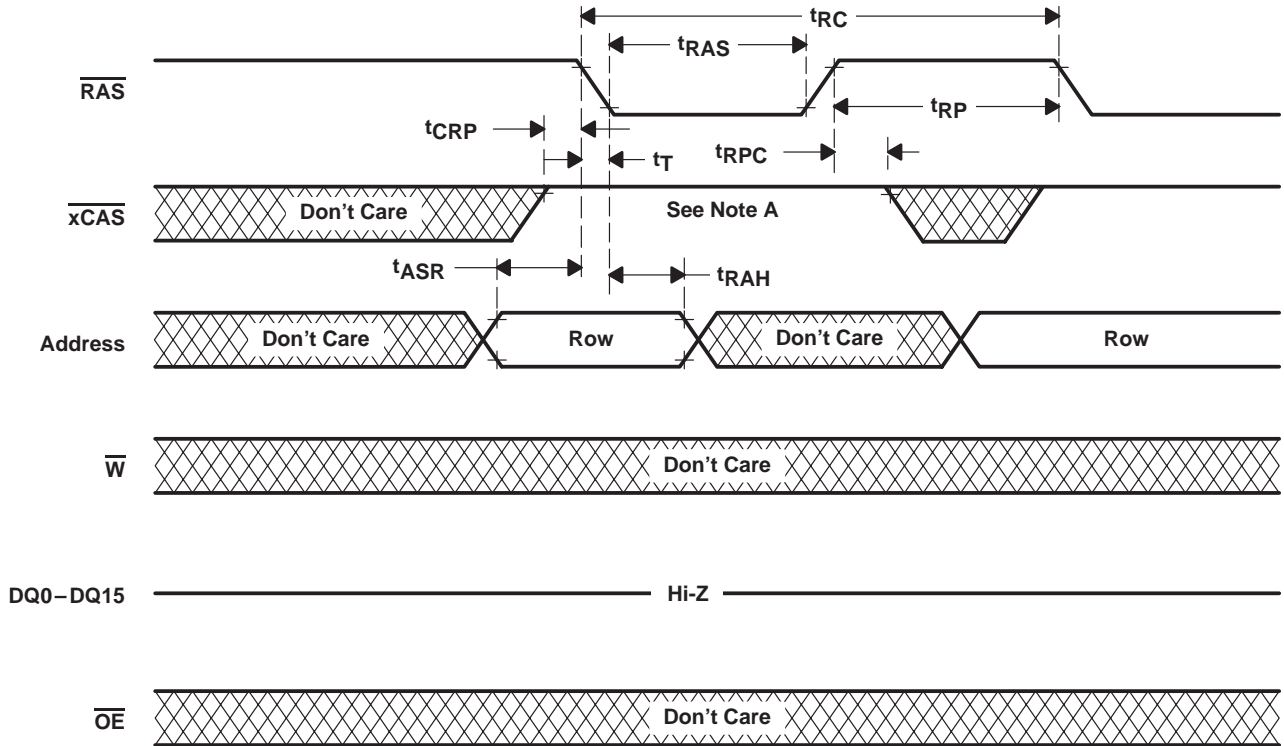 tRC
tRAS
RAS
tRP
tCRP
tRPC
tT
xCAS
Don't Care
See Note A
tASR
tRAH
Address
Don't Care
Row
Don't Care
Row
W
Don't Care
DQ0–DQ15
Hi-Z
OE
Don't Care